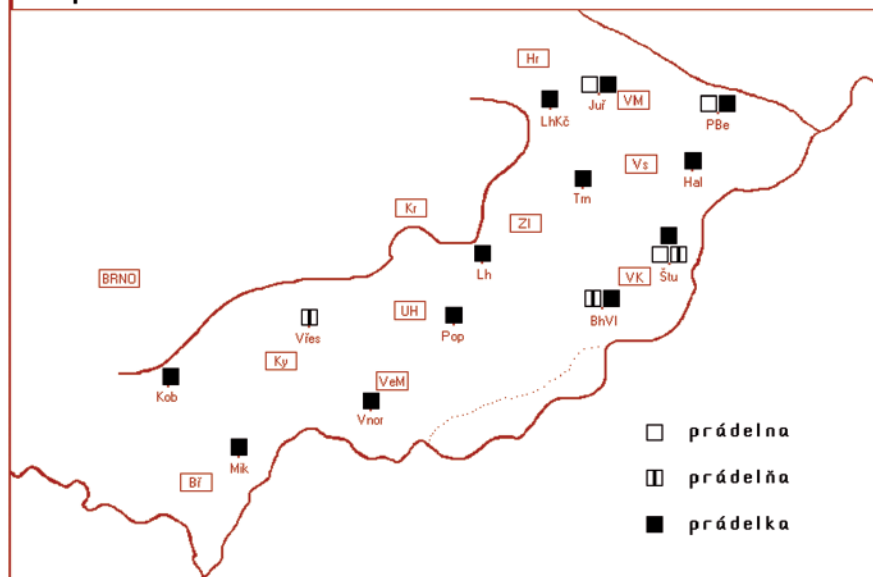 Hr
Juř
VM
LhKč
PBe
Vs
Hal
Trn
Kr
Zl
Štu
BRNO
Lh
VK
BhVl
UH
Vřes
Pop
Ky
VeM
Kob
Vnor
prádelna
Mik
prádelňa
Bř
prádelka